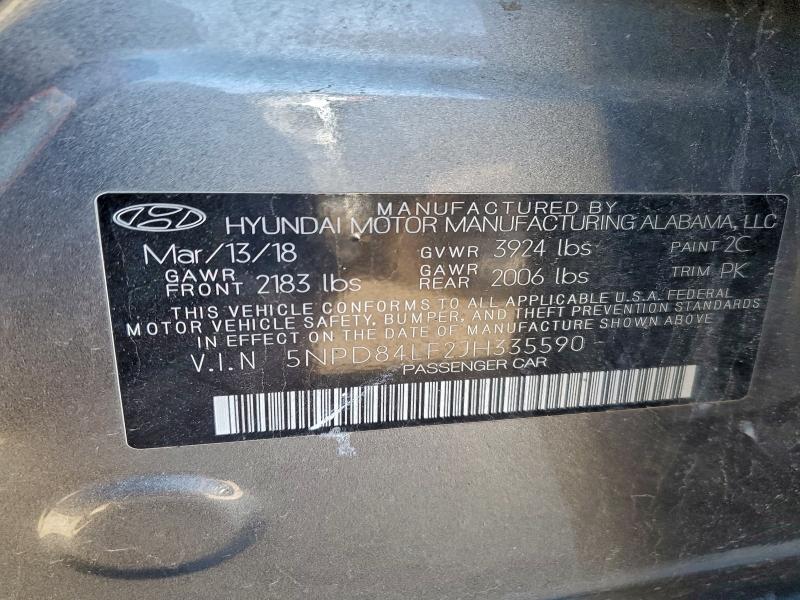 MANUFACTURED BY
HYUNDAI MOTOR MANUFACTURING ALABAMA, LLC
Mar/13/18 GVWR 3924 lbs PAINT 2C
GAWR FRONT 2183 lbs GAWR REAR 2006 lbs TRIM PK
THIS VEHICLE CONFORMS TO ALL APPLICABLE U.S.A. FEDERAL
MOTOR VEHICLE SAFETY, BUMPER, AND THEFT PREVENTION STANDARDS
IN EFFECT ON THE DATE OF MANUFACTURE SHOWN ABOVE
V.I.N 5NPD84LF2JH335590
PASSENGER CAR